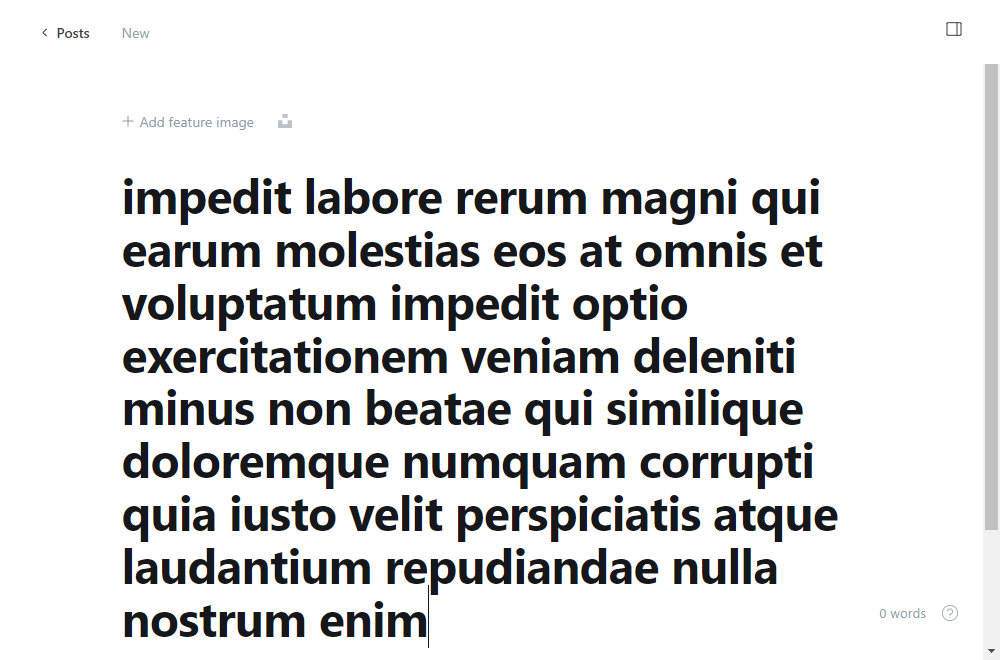 Posts New
Add feature image
impedit labore rerum magni qui
earum molestias eos at omnis et
voluptatum impedit optio
exercitationem veniam deleniti
minus non beatae qui similique
doloremque numquam corrupti
quia iusto velit perspiciatis atque
laudantium repudiandae nulla
nostrum enim
0 words ?